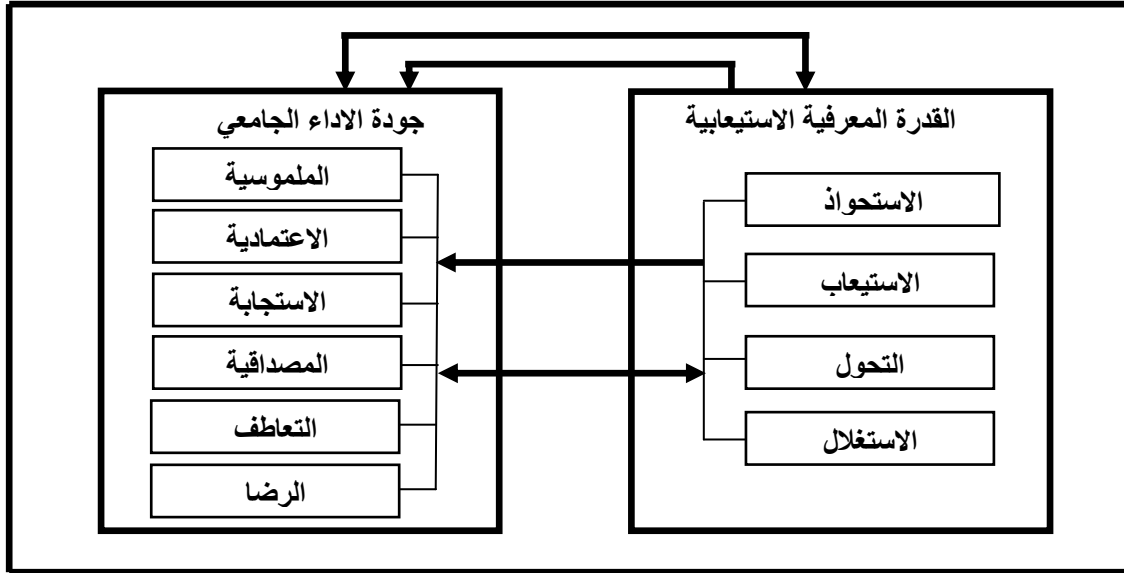 القدرة المعرفية الاستيعابية
الاستحواذ
الاستيعاب
التحول
الاستغلال
جودة الاداء الجامعي
الملموسية
الاعتمادية
الاستجابة
المصداقية
التعاطف
الرضا